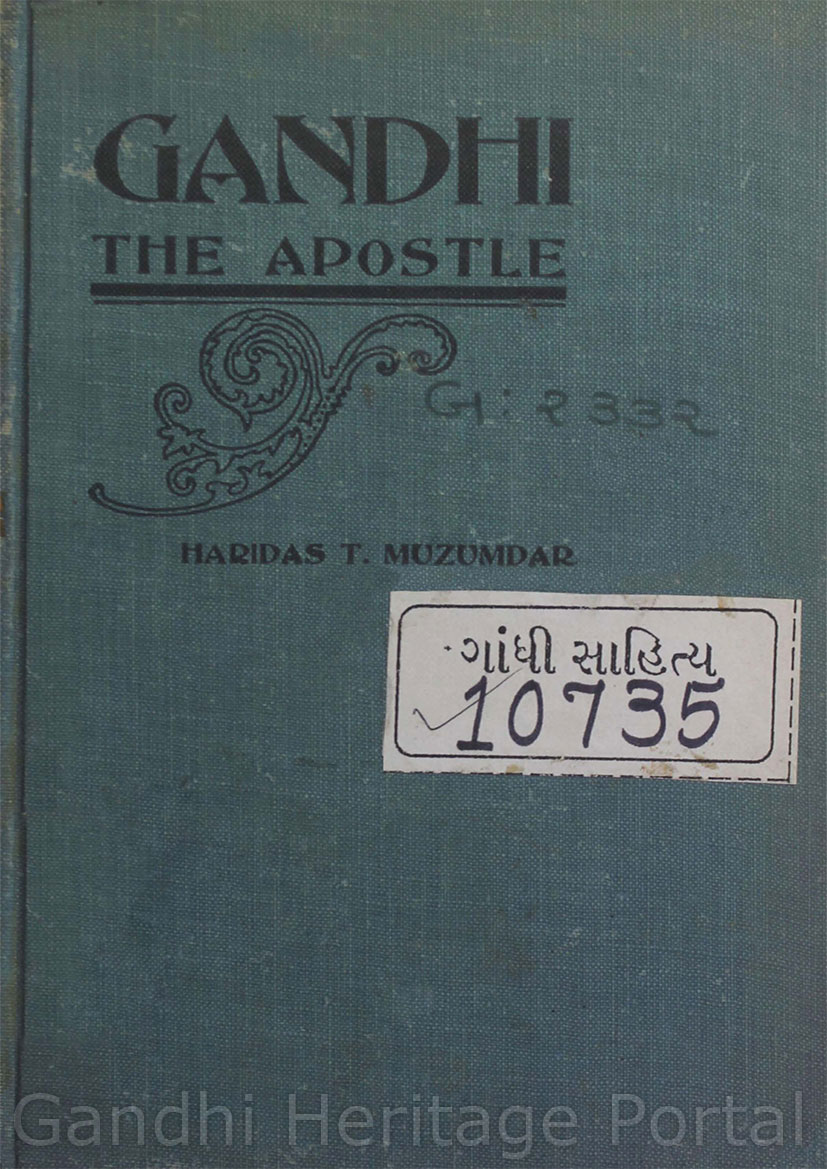 GANDHI
THE APOSTLE
બ: ૨૩૩૨
HARIDAS T. MUZUMDAR
ગાંધી સાહિત્ય
10735
Gandhi Heritage Portal